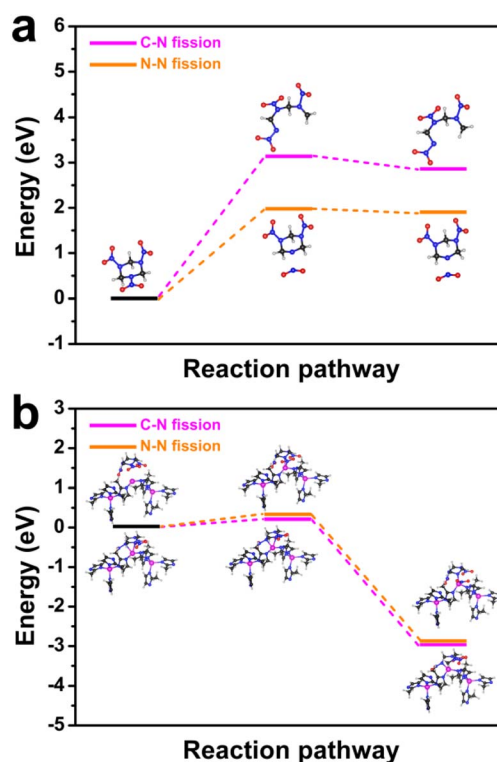 a
6
5
4
3
2
1
0
-1
Energy (eV)
C-N fission
N-N fission
Reaction pathway
b
3
2
1
0
-1
-2
-3
-4
-5
Energy (eV)
C-N fission
N-N fission
Reaction pathway